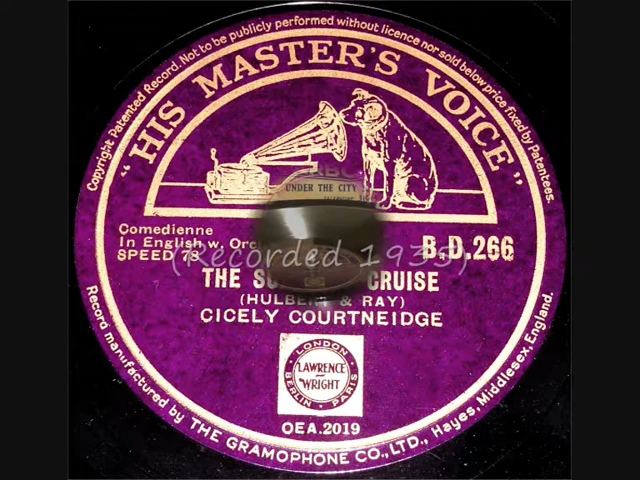 Copyright Patented Record. Not to be publicly performed without licence nor sold below price fixed by Patentees.
"HIS MASTER'S VOICE"
UNDER THE CITY
Comedienne
In English w. Orch
SPEED 78
B.D.266
(Recorded 1935)
THE CRUISE
(HULBERT & RAY)
CICELY COURTNEIDGE
LONDON
LAWRENCE
WRIGHT
BERLIN · PARIS
OEA.2019
Record manufactured by THE GRAMOPHONE CO., LTD., Hayes, Middlesex, England.